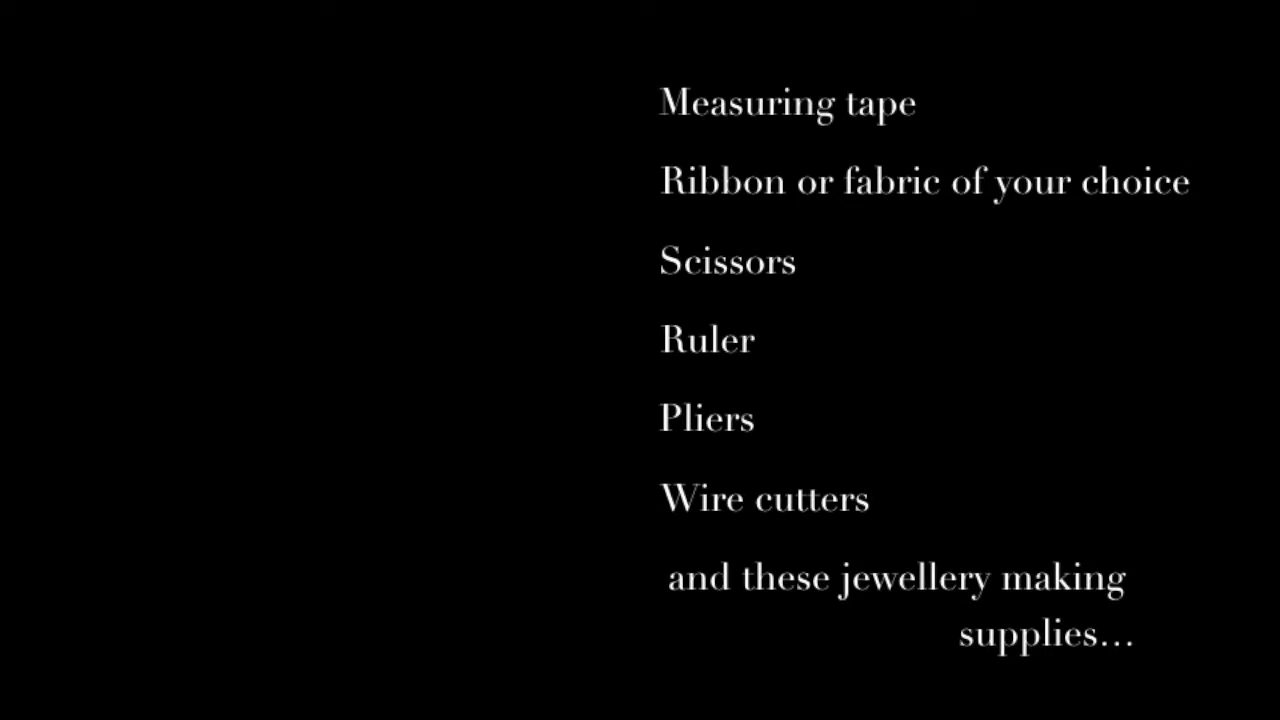 Measuring tape
Ribbon or fabric of your choice
Scissors
Ruler
Pliers
Wire cutters
and these jewellery making
supplies...